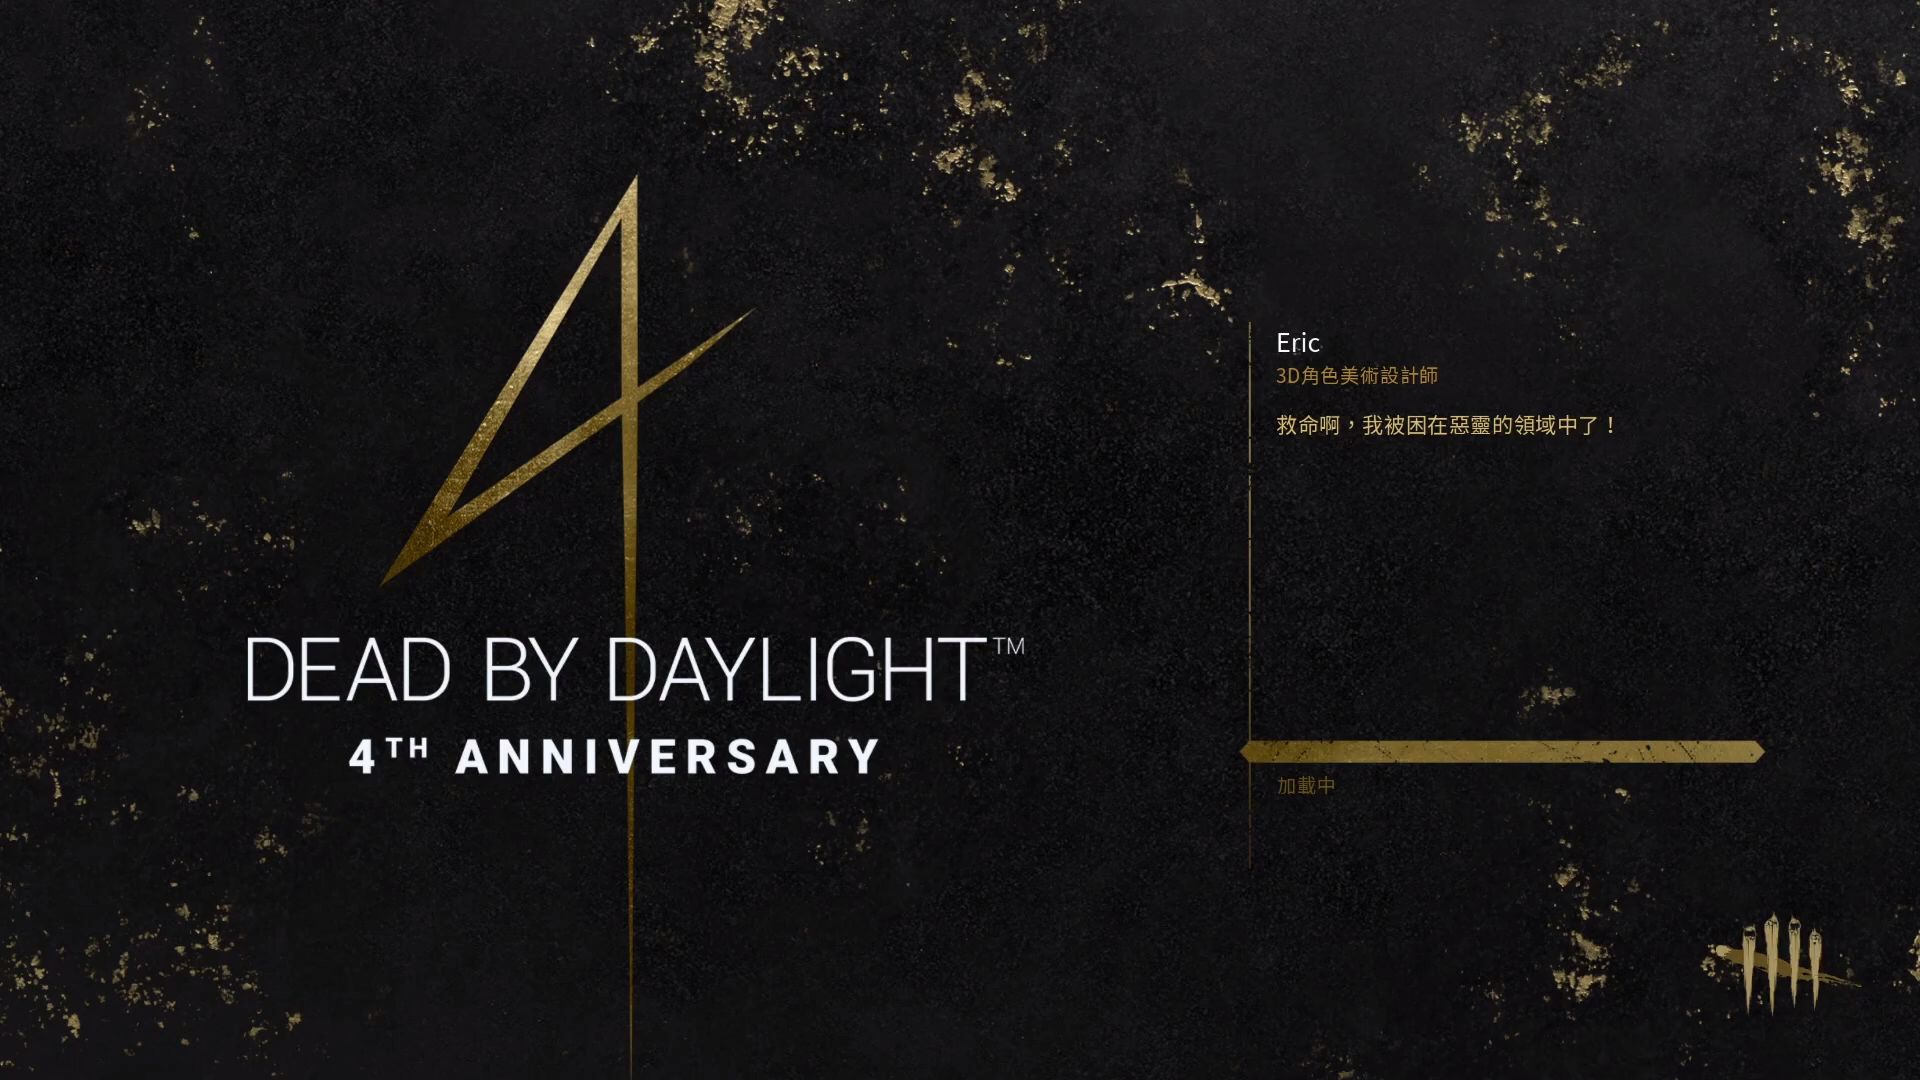 DEAD BY DAYLIGHT™
4TH ANNIVERSARY
Eric
3D角色美術設計師
救命啊，我被困在惡靈的領域中了！
加載中